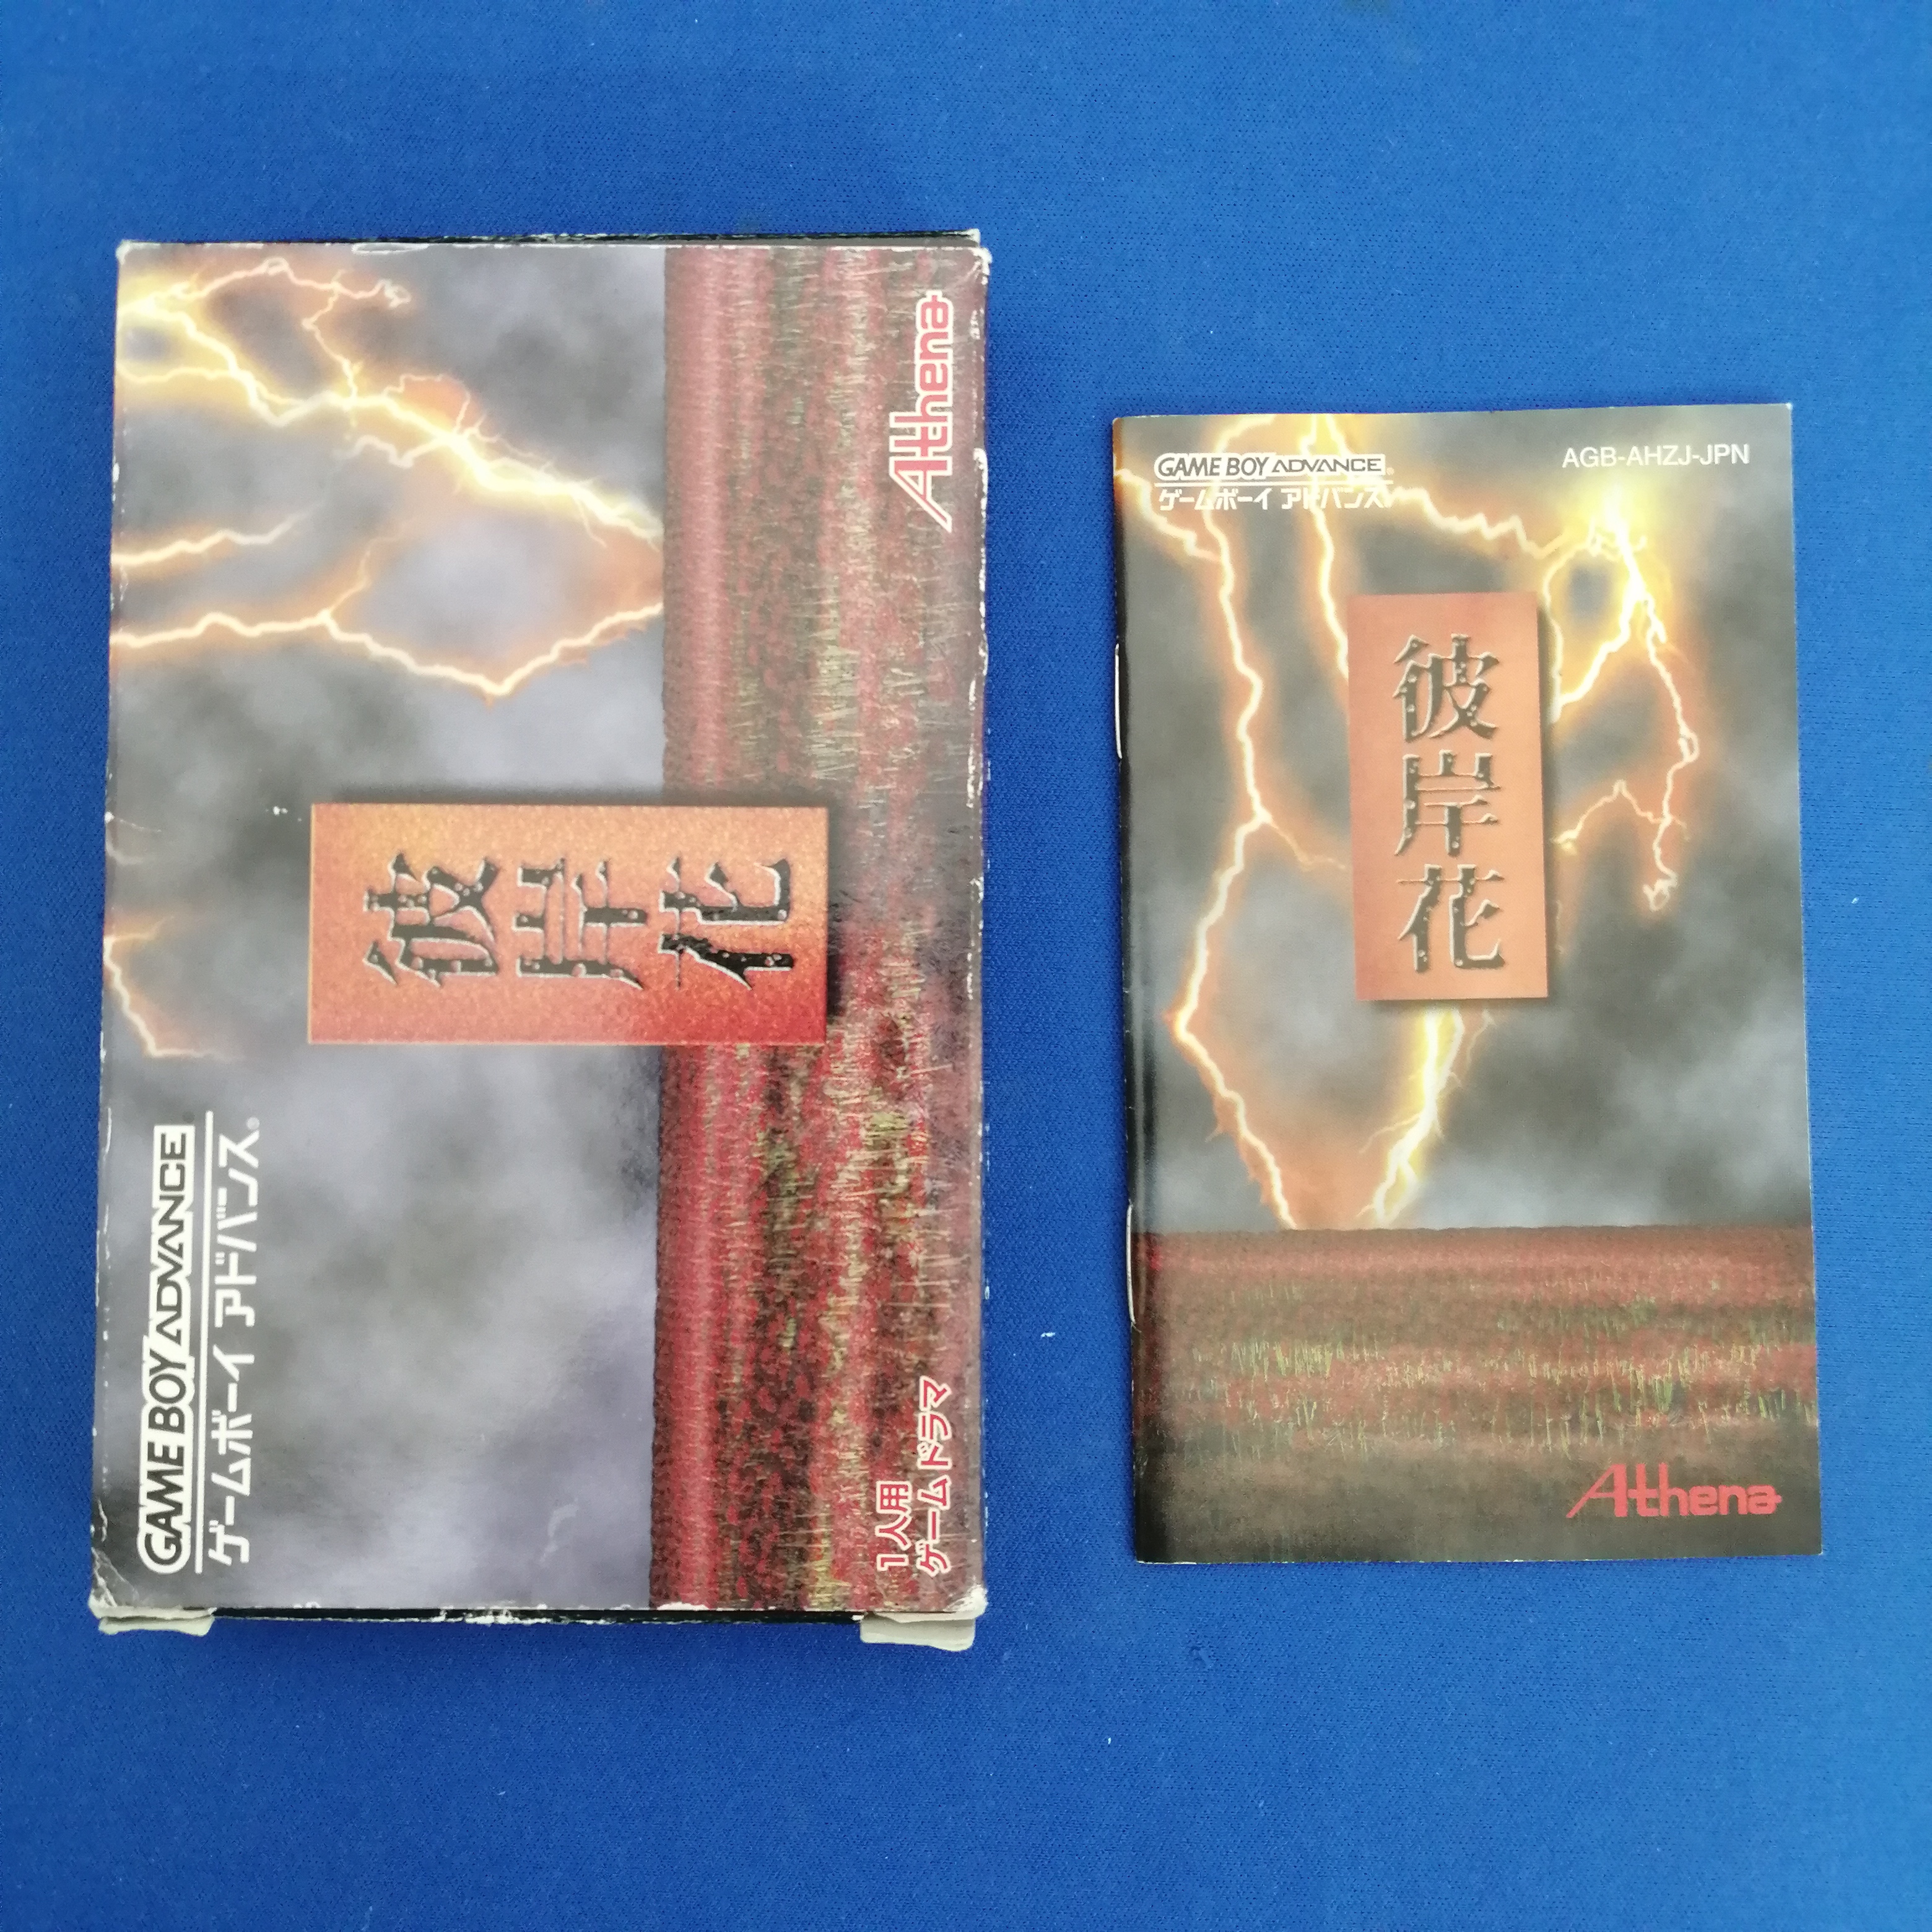 GAME BOY ADVANCE
ゲームボーイ アドバンス®
彼岸花
1人用
ゲームドラマ
Athena
GAME BOY ADVANCE®
ゲームボーイ アドバンス
AGB-AHZJ-JPN
彼岸花
Athena